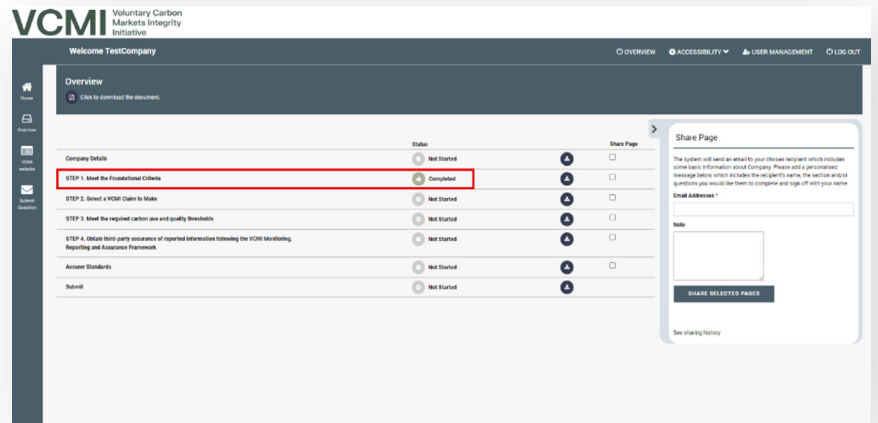 VCMI
Voluntary Carbon
Markets Integrity
Initiative
Welcome TestCompany
OVERVIEW
ACCESSIBILITY
USER MANAGEMENT
LOG OUT
Home
Overview
VCMI
website
Submit
Question
Overview
Click to download the document.
Status
Share Page
Company Details
Not Started
STEP 1. Meet the Foundational Criteria
Completed
STEP 2. Select a VCMI Claim to Make
Not Started
STEP 3. Meet the required carbon use and quality thresholds
Not Started
STEP 4. Obtain third-party assurance of reported information following the VCMI Monitoring,
Reporting and Assurance Framework
Not Started
Assurer Standards
Not Started
Submit
Not Started
Share Page
The system will send an email to your chosen recipient which includes
some basic information about Company. Please add a personalised
message below, which includes the recipient's name, the section and/or
questions you would like them to complete and sign off with your name.
Email Addresses *
Note
SHARE SELECTED PAGES
See sharing history